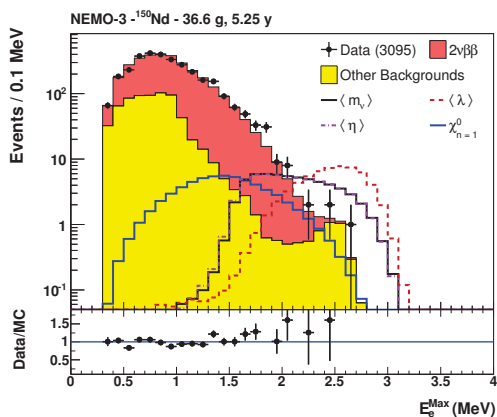 NEMO-3 - ¹⁵⁰Nd - 36.6 g, 5.25 y
Events / 0.1 MeV
10²
10
1
10⁻¹
Data (3095)
2νββ
Other Backgrounds
⟨ m_ν ⟩
⟨ λ ⟩
⟨ η ⟩
χ⁰ₙ₌₁
Data/MC
1.5
1
0.5
0 0.5 1 1.5 2 2.5 3 3.5 4
E_e^Max (MeV)